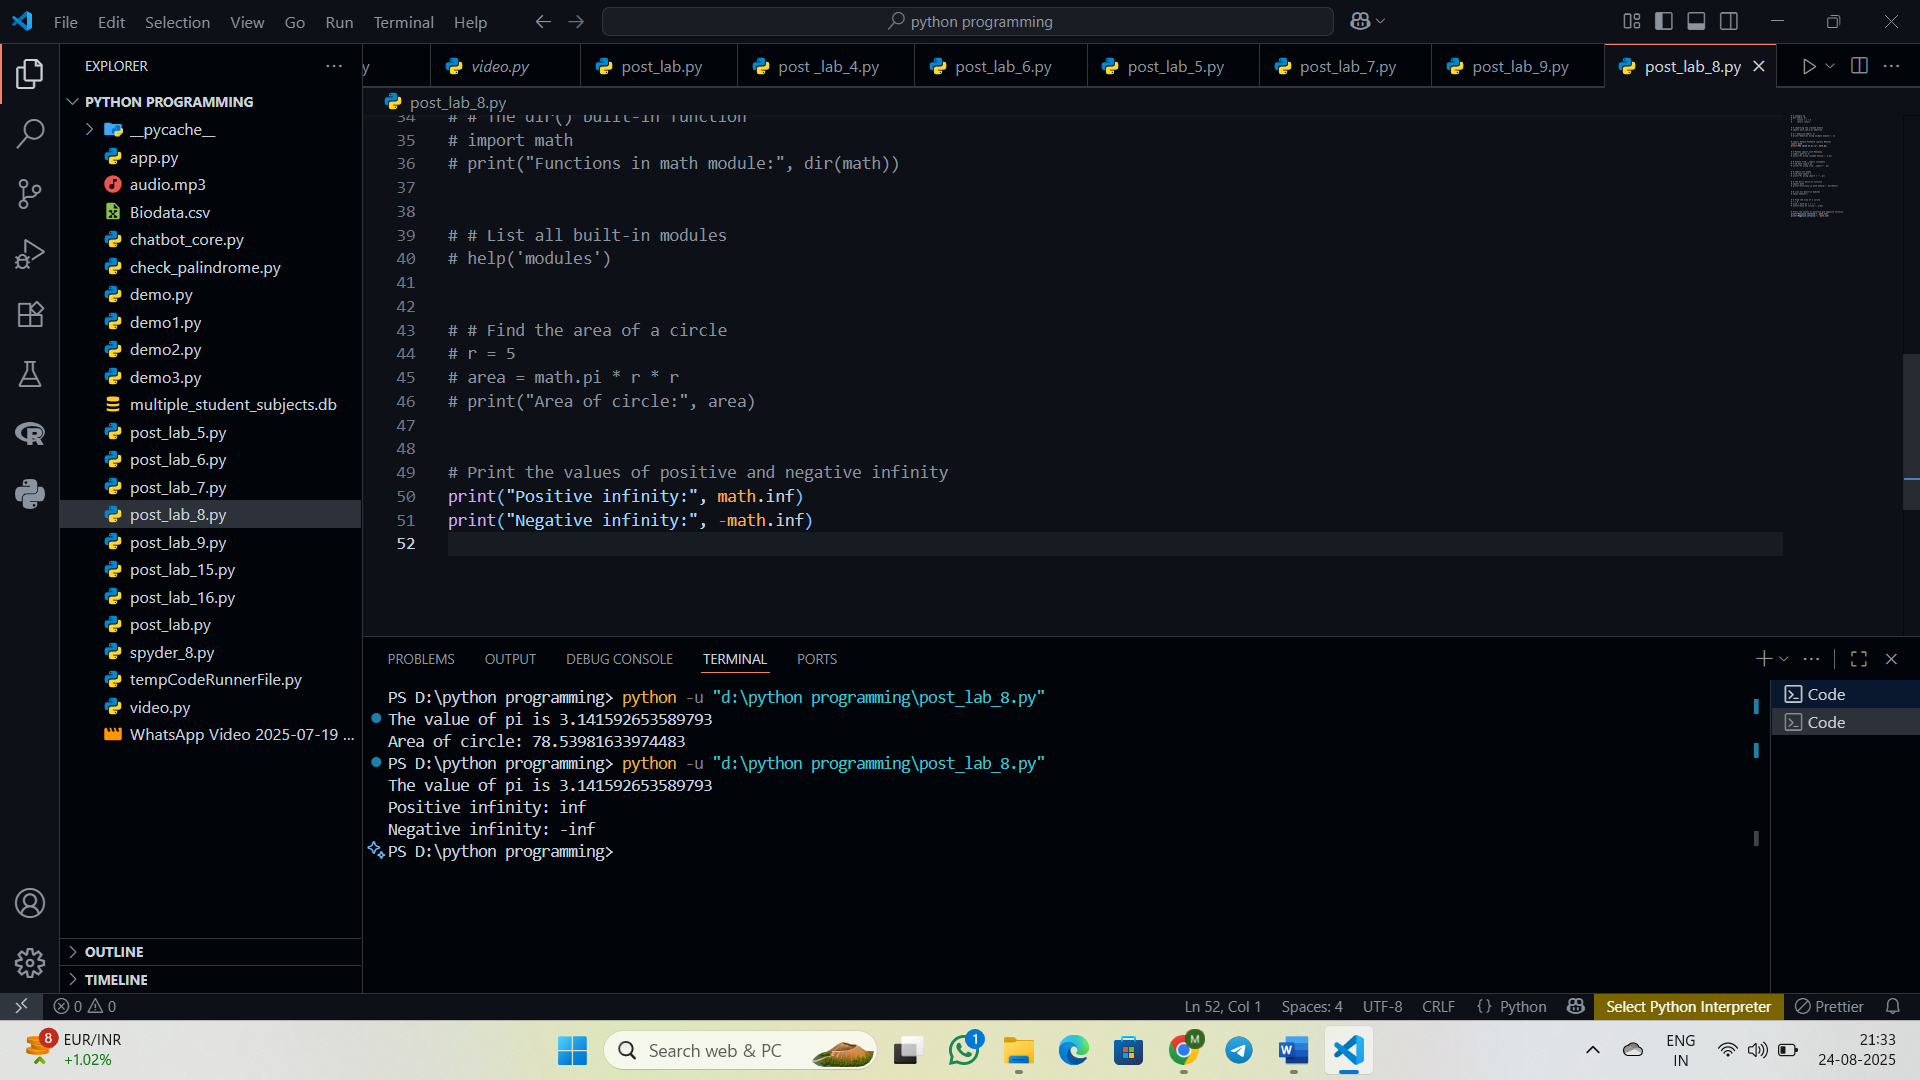 File Edit Selection View Go Run Terminal Help
python programming
EXPLORER
PYTHON PROGRAMMING
__pycache__
app.py
audio.mp3
Biodata.csv
chatbot_core.py
check_palindrome.py
demo.py
demo1.py
demo2.py
demo3.py
multiple_student_subjects.db
post_lab_5.py
post_lab_6.py
post_lab_7.py
post_lab_8.py
post_lab_9.py
post_lab_15.py
post_lab_16.py
post_lab.py
spyder_8.py
tempCodeRunnerFile.py
video.py
WhatsApp Video 2025-07-19 ...
OUTLINE
TIMELINE
y video.py post_lab.py post _lab_4.py post_lab_6.py post_lab_5.py post_lab_7.py post_lab_9.py post_lab_8.py
post_lab_8.py
34 # # The dir() built-in function
35 # import math
36 # print("Functions in math module:", dir(math))
37
38
39 # # List all built-in modules
40 # help('modules')
41
42
43 # # Find the area of a circle
44 # r = 5
45 # area = math.pi * r * r
46 # print("Area of circle:", area)
47
48
49 # Print the values of positive and negative infinity
50 print("Positive infinity:", math.inf)
51 print("Negative infinity:", -math.inf)
52
PROBLEMS OUTPUT DEBUG CONSOLE TERMINAL PORTS
PS D:\python programming> python -u "d:\python programming\post_lab_8.py"
The value of pi is 3.141592653589793
Area of circle: 78.53981633974483
PS D:\python programming> python -u "d:\python programming\post_lab_8.py"
The value of pi is 3.141592653589793
Positive infinity: inf
Negative infinity: -inf
PS D:\python programming>
Code
Code
0 0
Ln 52, Col 1 Spaces: 4 UTF-8 CRLF {} Python Select Python Interpreter Prettier
8 EUR/INR
+1.02%
Search web & PC
1
M
W
ENG
IN
21:33
24-08-2025